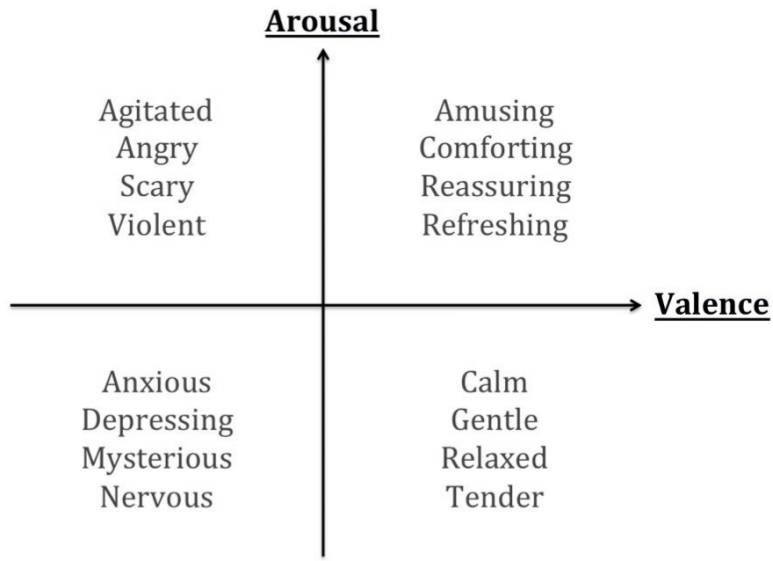 Arousal
Agitated
Angry
Scary
Violent
Amusing
Comforting
Reassuring
Refreshing
Valence
Anxious
Depressing
Mysterious
Nervous
Calm
Gentle
Relaxed
Tender